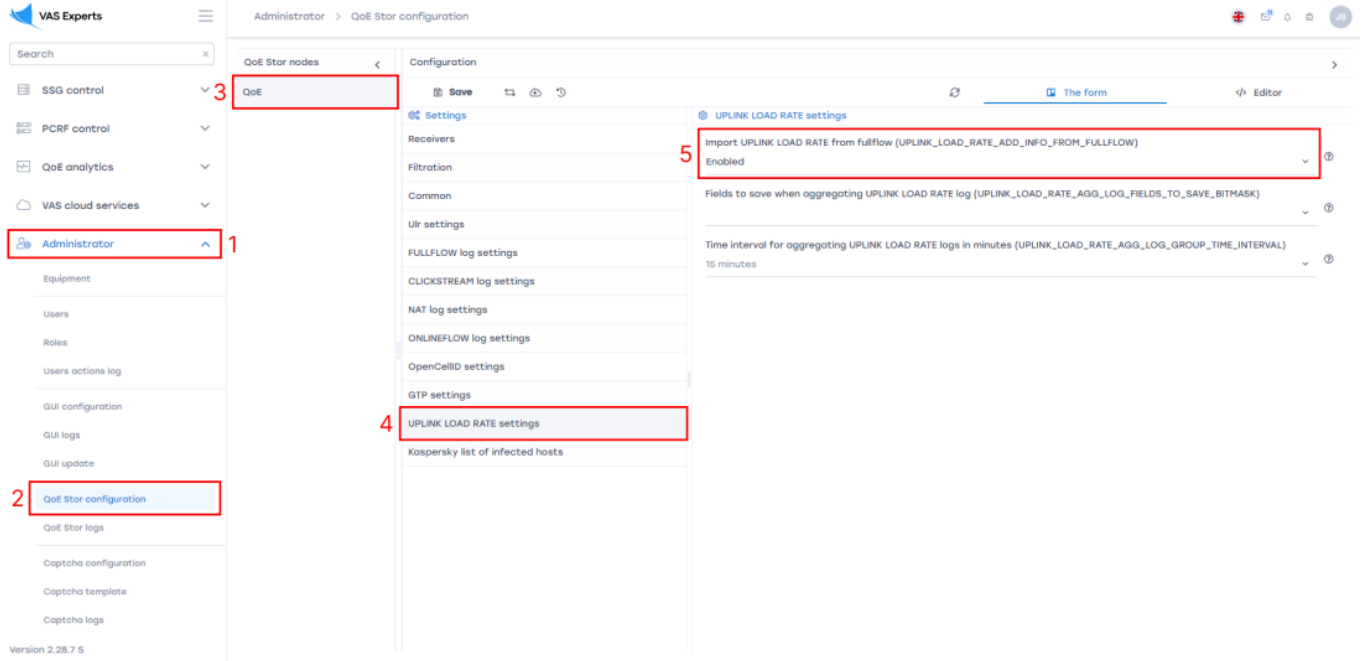 VAS Experts
Administrator > QoE Stor configuration
JS
Search
SSG control
PCRF control
QoE analytics
VAS cloud services
Administrator
1
Equipment
Users
Roles
Users actions log
GUI configuration
GUI logs
GUI update
2
QoE Stor configuration
QoE Stor logs
Captcha configuration
Captcha template
Captcha logs
Version 2.28.7 S
QoE Stor nodes
3
QoE
Configuration
Save
The form
</> Editor
Settings
Receivers
Filtration
Common
Ulr settings
FULLFLOW log settings
CLICKSTREAM log settings
NAT log settings
ONLINEFLOW log settings
OpenCellID settings
GTP settings
4
UPLINK LOAD RATE settings
Kaspersky list of infected hosts
UPLINK LOAD RATE settings
5
Import UPLINK LOAD RATE from fullflow (UPLINK_LOAD_RATE_ADD_INFO_FROM_FULLFLOW)
Enabled
Fields to save when aggregating UPLINK LOAD RATE log (UPLINK_LOAD_RATE_AGG_LOG_FIELDS_TO_SAVE_BITMASK)
Time interval for aggregating UPLINK LOAD RATE logs in minutes (UPLINK_LOAD_RATE_AGG_LOG_GROUP_TIME_INTERVAL)
15 minutes